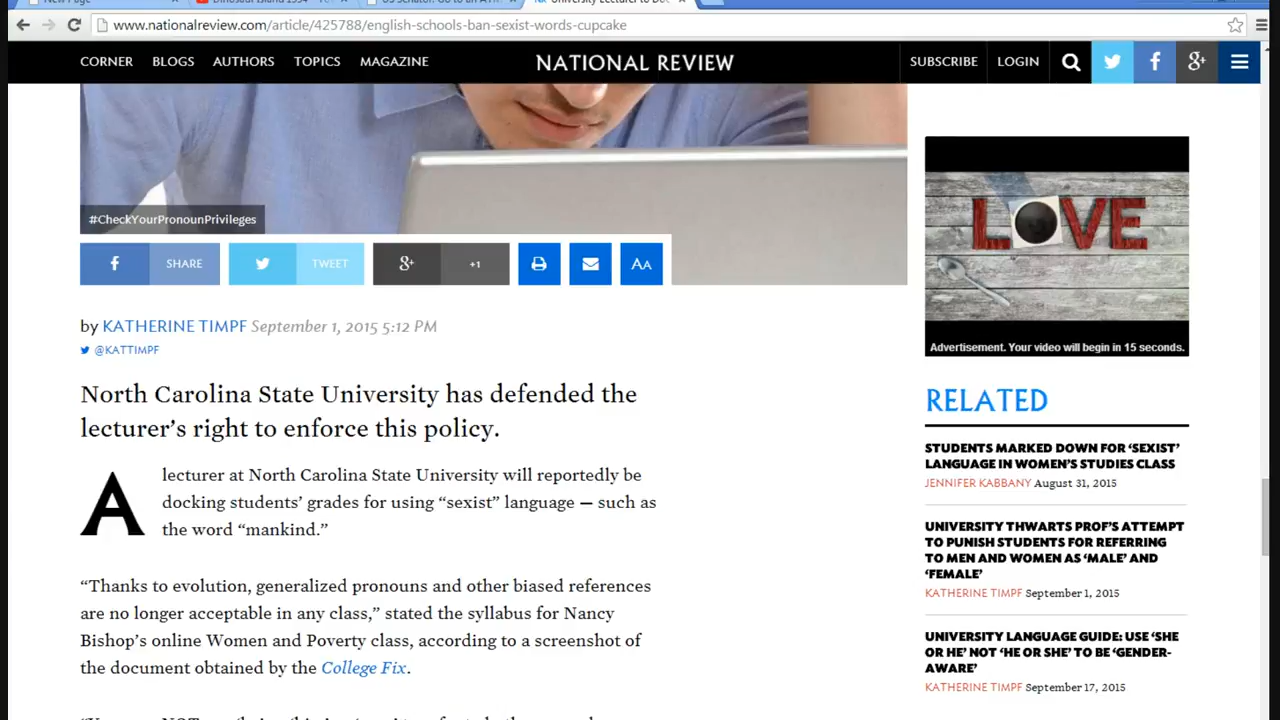 New Page
Dinosaur Island 1994
University Lecturer to Doc
www.nationalreview.com/article/425788/english-schools-ban-sexist-words-cupcake
CORNER BLOGS AUTHORS TOPICS MAGAZINE NATIONAL REVIEW SUBSCRIBE LOGIN
#CheckYourPronounPrivileges
SHARE TWEET +1 AA
Advertisement. Your video will begin in 15 seconds.
by KATHERINE TIMPF September 1, 2015 5:12 PM
@KATTIMPF
North Carolina State University has defended the
lecturer’s right to enforce this policy.
A lecturer at North Carolina State University will reportedly be
docking students’ grades for using “sexist” language — such as
the word “mankind.”
“Thanks to evolution, generalized pronouns and other biased references
are no longer acceptable in any class,” stated the syllabus for Nancy
Bishop’s online Women and Poverty class, according to a screenshot of
the document obtained by the College Fix.
LOVE
RELATED
STUDENTS MARKED DOWN FOR ‘SEXIST’
LANGUAGE IN WOMEN’S STUDIES CLASS
JENNIFER KABBANY August 31, 2015
UNIVERSITY THWARTS PROF’S ATTEMPT
TO PUNISH STUDENTS FOR REFERRING
TO MEN AND WOMEN AS ‘MALE’ AND
‘FEMALE’
KATHERINE TIMPF September 1, 2015
UNIVERSITY LANGUAGE GUIDE: USE ‘SHE
OR HE’ NOT ‘HE OR SHE’ TO BE ‘GENDER-
AWARE’
KATHERINE TIMPF September 17, 2015